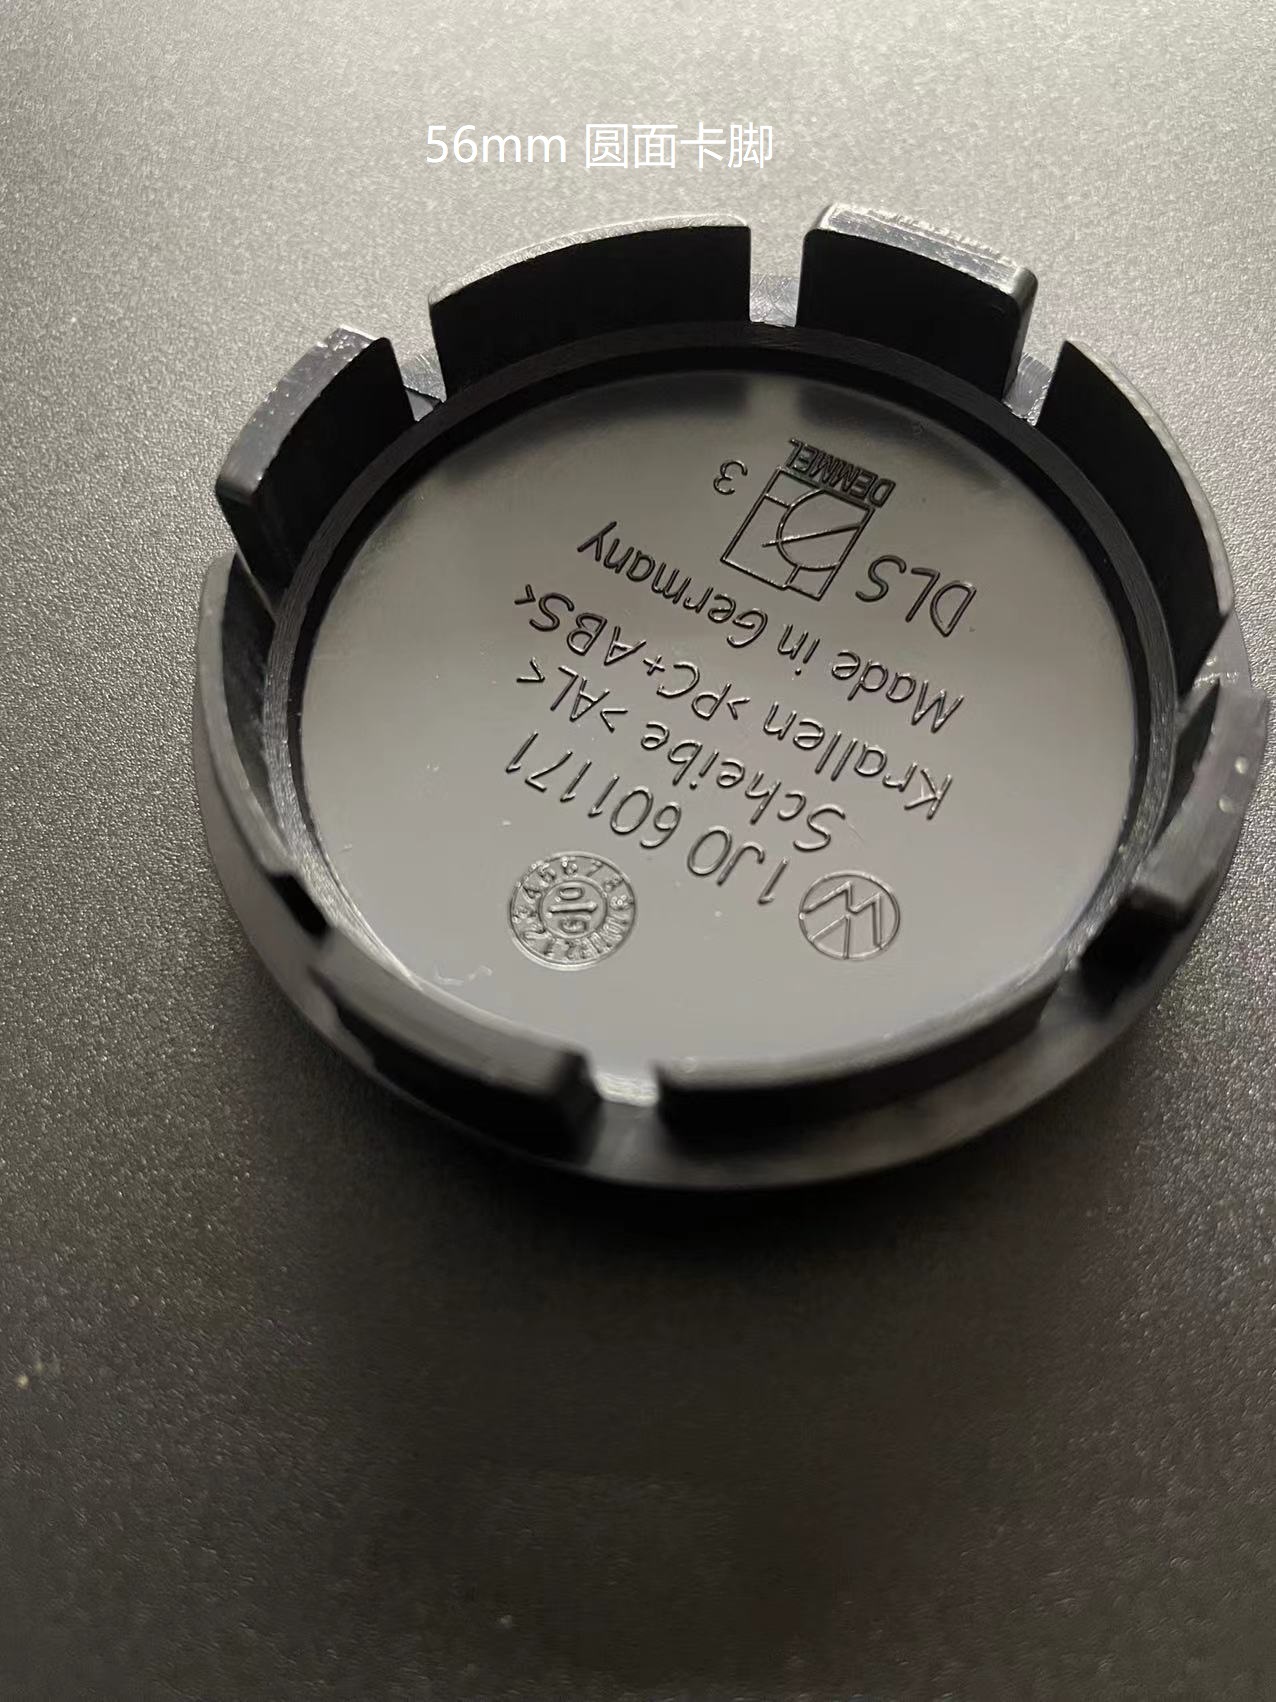 56mm 圆面卡脚
1J0 601171
Scheibe >AL<
Krallen >PC+ABS<
Made in Germany
DLS
3
DEMMEL